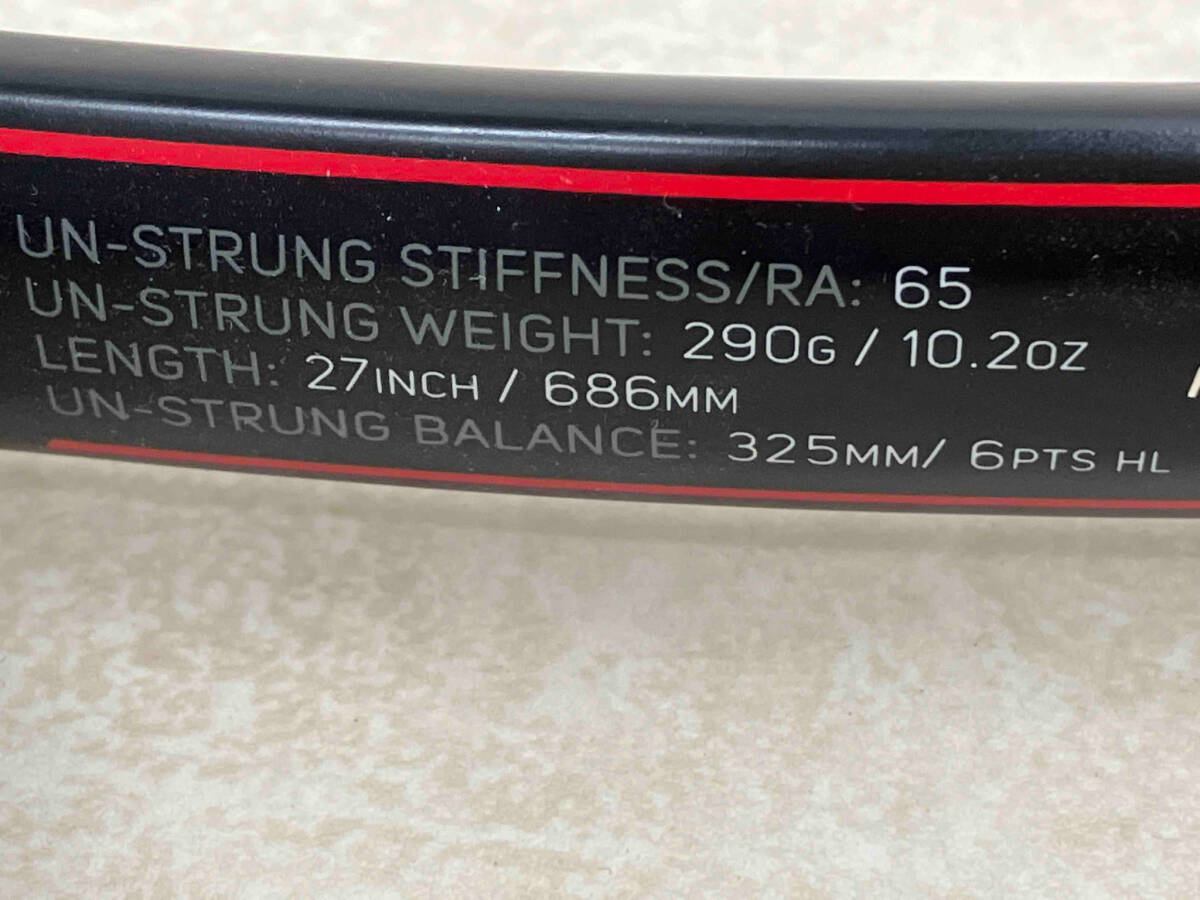 UN-STRUNG STIFFNESS/RA: 65
UN-STRUNG WEIGHT: 290G / 10.2OZ
LENGTH: 27INCH / 686MM
UN-STRUNG BALANCE: 325MM/ 6PTS HL